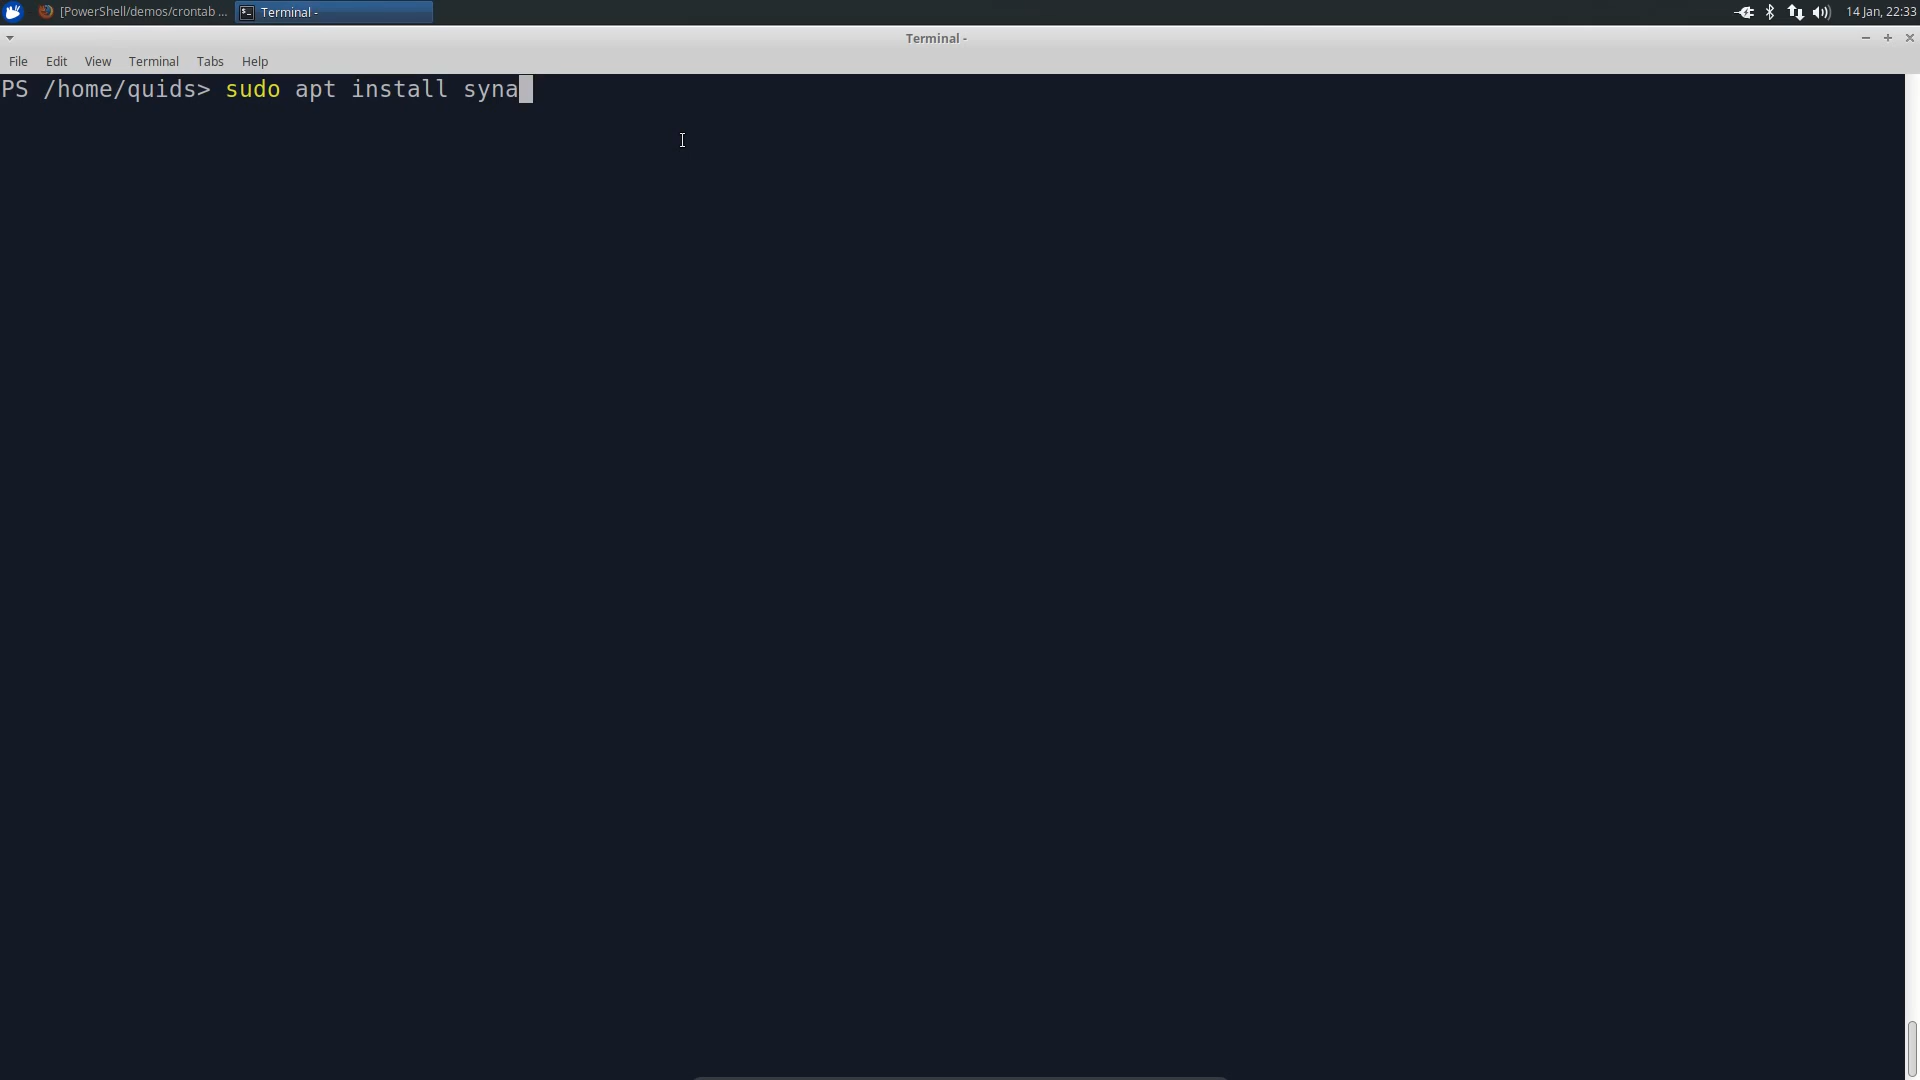 [PowerShell/demos/crontab ... Terminal - 14 Jan, 22:33
Terminal -
File Edit View Terminal Tabs Help
PS /home/quids> sudo apt install syna